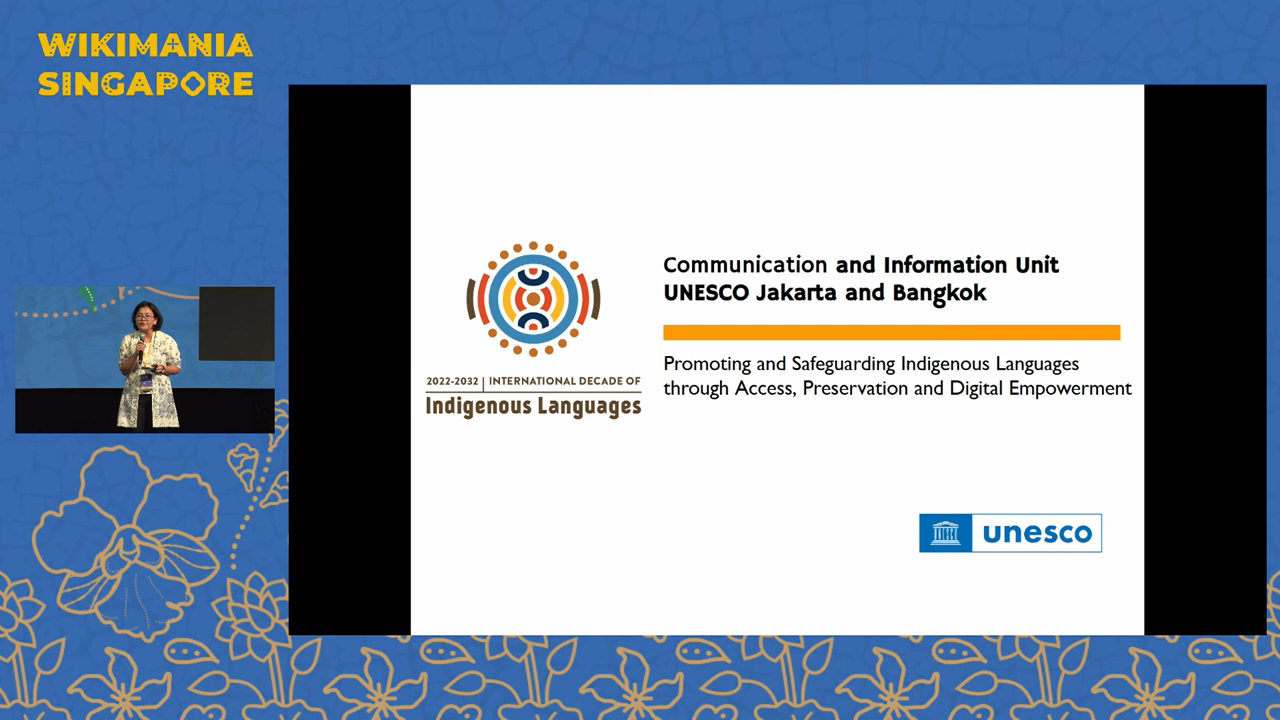 WIKIMANIA
SINGAPORE
Communication and Information Unit
UNESCO Jakarta and Bangkok
Promoting and Safeguarding Indigenous Languages
through Access, Preservation and Digital Empowerment
2022-2032 | INTERNATIONAL DECADE OF
Indigenous Languages
unesco